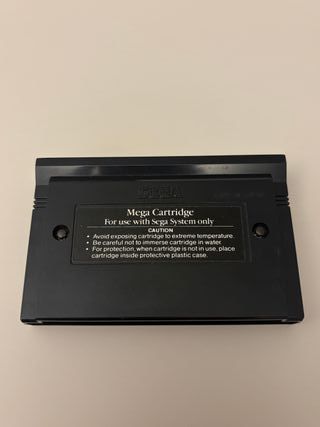 SEGA
Mega Cartridge
For use with Sega System only
CAUTION
• Avoid exposing cartridge to extreme temperature.
• Be careful not to immerse cartridge in water.
• For protection, when cartridge is not in use, place
cartridge inside protective plastic case.